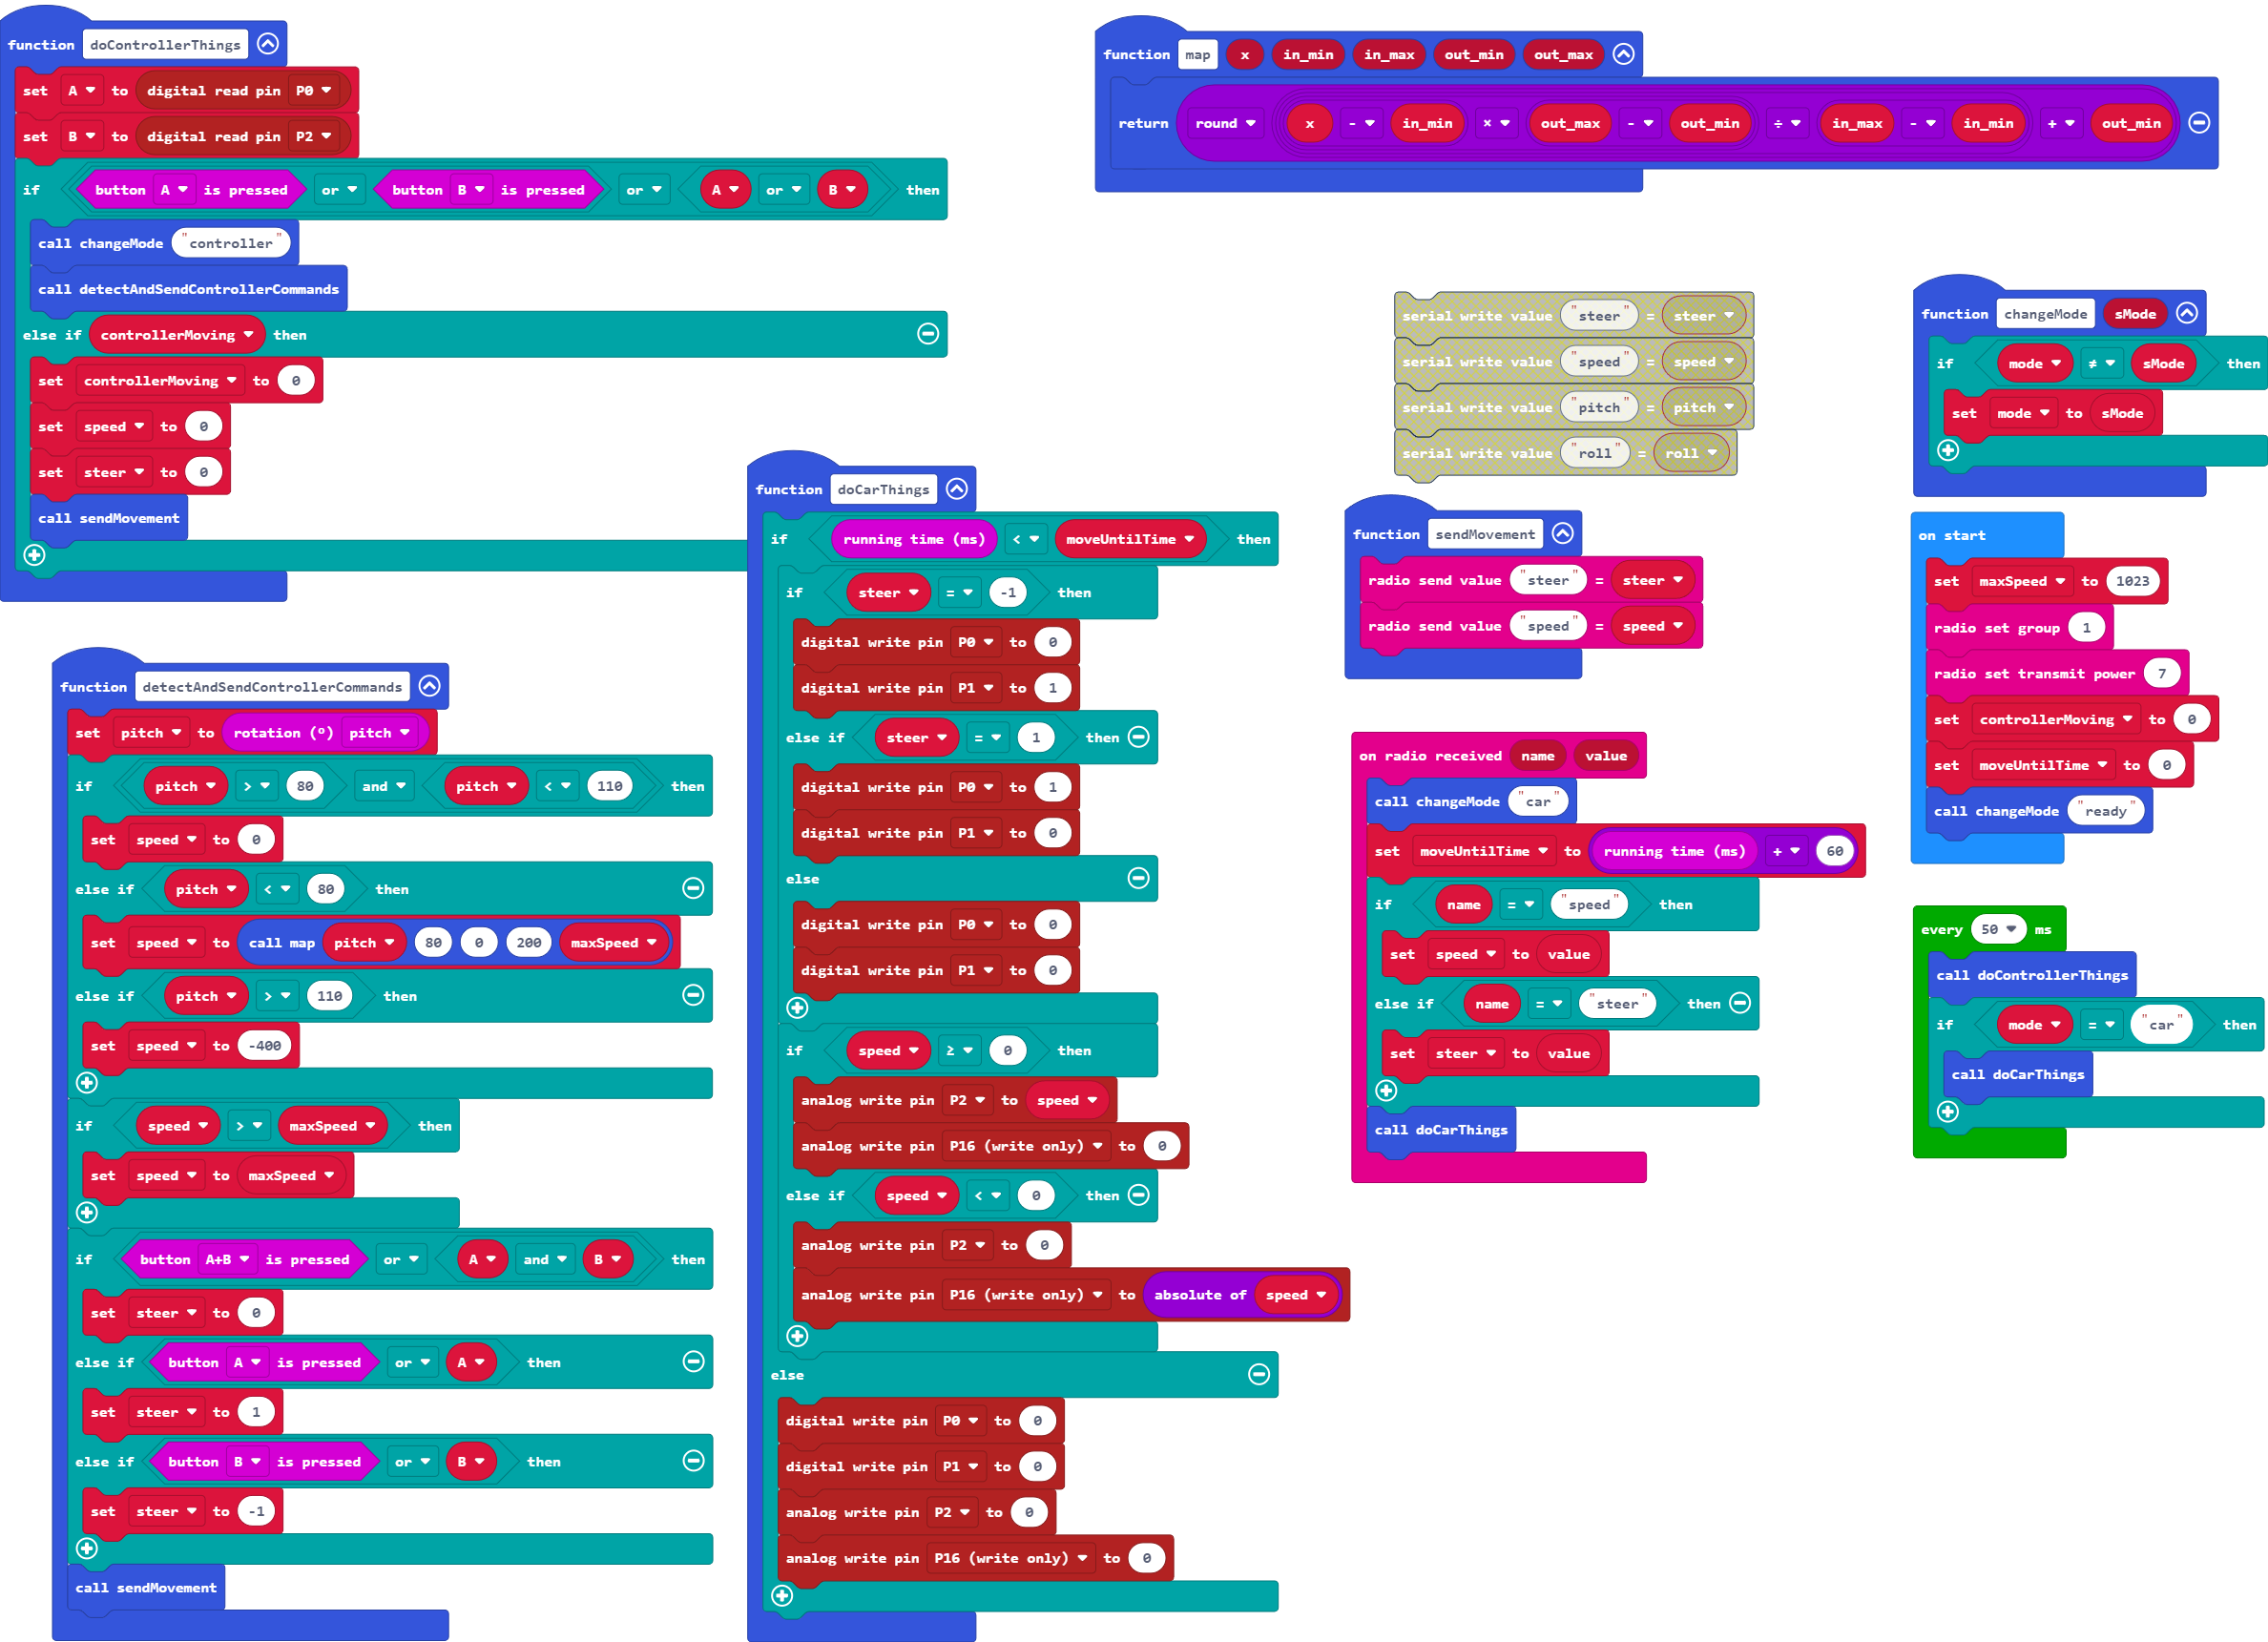 function doControllerThings
set A to digital read pin P0
set B to digital read pin P2
if button A is pressed or button B is pressed or A or B then
call changeMode "controller"
call detectAndSendControllerCommands
else if controllerMoving then
set controllerMoving to 0
set speed to 0
set steer to 0
call sendMovement
function detectAndSendControllerCommands
set pitch to rotation (°) pitch
if pitch > 80 and pitch < 110 then
set speed to 0
else if pitch < 80 then
set speed to call map pitch 80 0 200 maxSpeed
else if pitch > 110 then
set speed to -400
if speed > maxSpeed then
set speed to maxSpeed
if button A+B is pressed or A and B then
set steer to 0
else if button A is pressed or A then
set steer to 1
else if button B is pressed or B then
set steer to -1
call sendMovement
function doCarThings
if running time (ms) < moveUntilTime then
if steer = -1 then
digital write pin P0 to 0
digital write pin P1 to 1
else if steer = 1 then
digital write pin P0 to 1
digital write pin P1 to 0
else
digital write pin P0 to 0
digital write pin P1 to 0
if speed ≥ 0 then
analog write pin P2 to speed
analog write pin P16 (write only) to 0
else if speed < 0 then
analog write pin P2 to 0
analog write pin P16 (write only) to absolute of speed
else
digital write pin P0 to 0
digital write pin P1 to 0
analog write pin P2 to 0
analog write pin P16 (write only) to 0
function map x in_min in_max out_min out_max
return round x - in_min × out_max - out_min ÷ in_max - in_min + out_min
serial write value "steer" = steer
serial write value "speed" = speed
serial write value "pitch" = pitch
serial write value "roll" = roll
function sendMovement
radio send value "steer" = steer
radio send value "speed" = speed
on radio received name value
call changeMode "car"
set moveUntilTime to running time (ms) + 60
if name = "speed" then
set speed to value
else if name = "steer" then
set steer to value
call doCarThings
function changeMode sMode
if mode ≠ sMode then
set mode to sMode
on start
set maxSpeed to 1023
radio set group 1
radio set transmit power 7
set controllerMoving to 0
set moveUntilTime to 0
call changeMode "ready"
every 50 ms
call doControllerThings
if mode = "car" then
call doCarThings